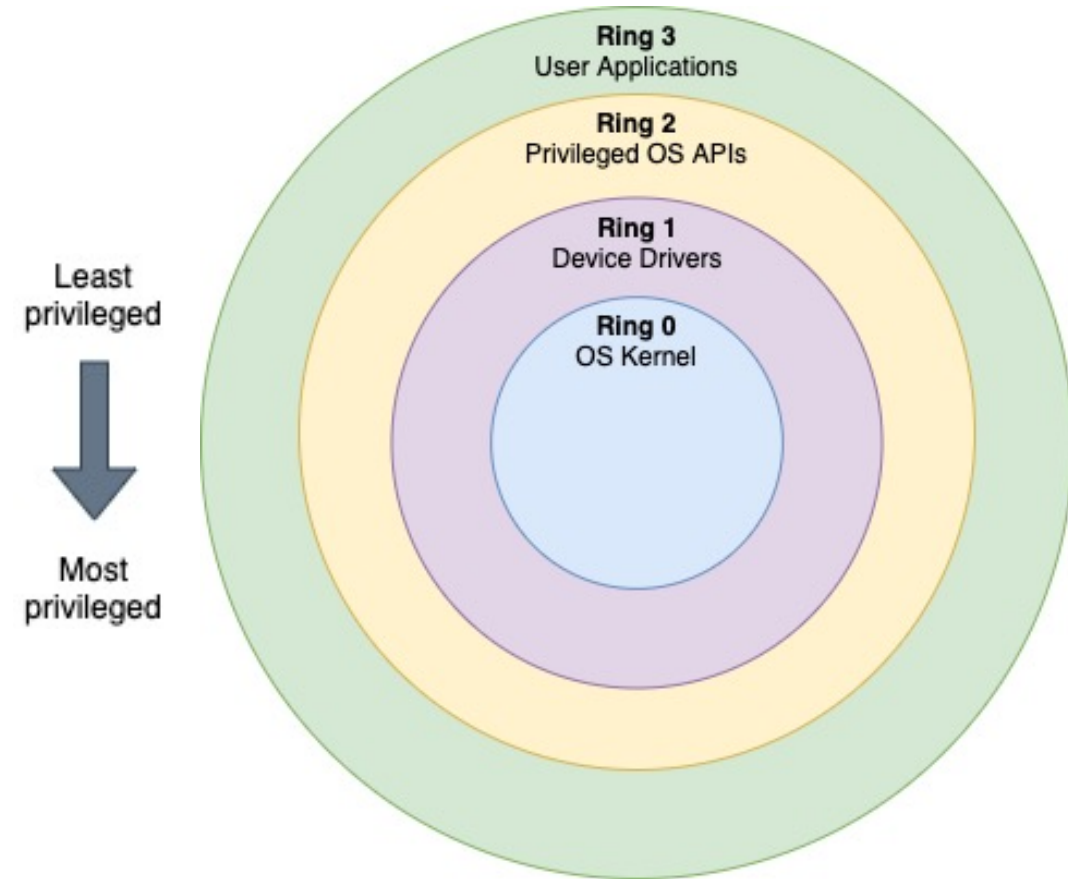 Ring 3
User Applications
Ring 2
Privileged OS APIs
Ring 1
Device Drivers
Ring 0
OS Kernel
Least
privileged
Most
privileged